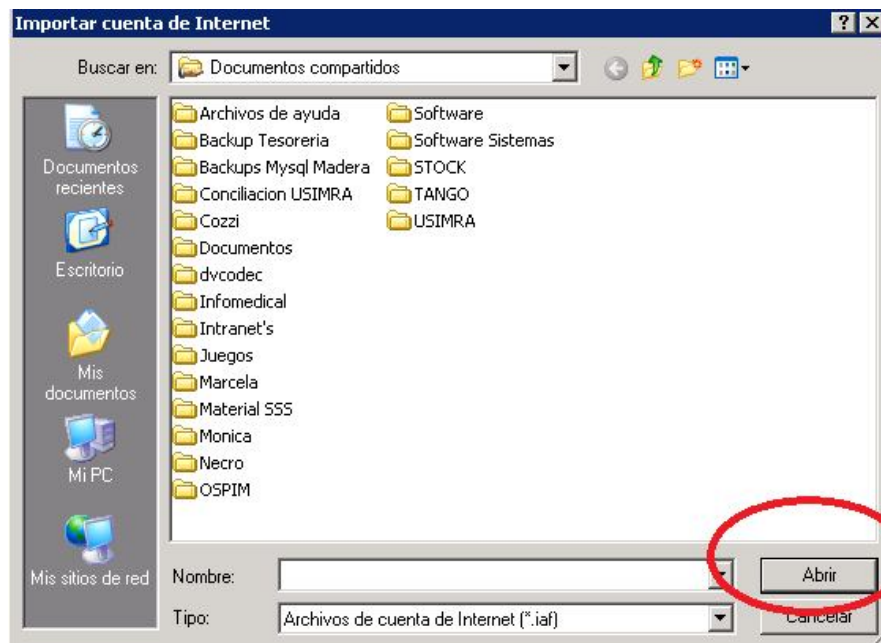 Importar cuenta de Internet
Buscar en: Documentos compartidos
Documentos recientes
Escritorio
Mis documentos
Mi PC
Mis sitios de red
Archivos de ayuda
Backup Tesoreria
Backups Mysql Madera
Conciliacion USIMRA
Cozzi
Documentos
dvcodec
Infomedical
Intranet's
Juegos
Marcela
Material SSS
Monica
Necro
OSPIM
Software
Software Sistemas
STOCK
TANGO
USIMRA
Nombre:
Abrir
Tipo: Archivos de cuenta de Internet (*.iaf)
Cancelar